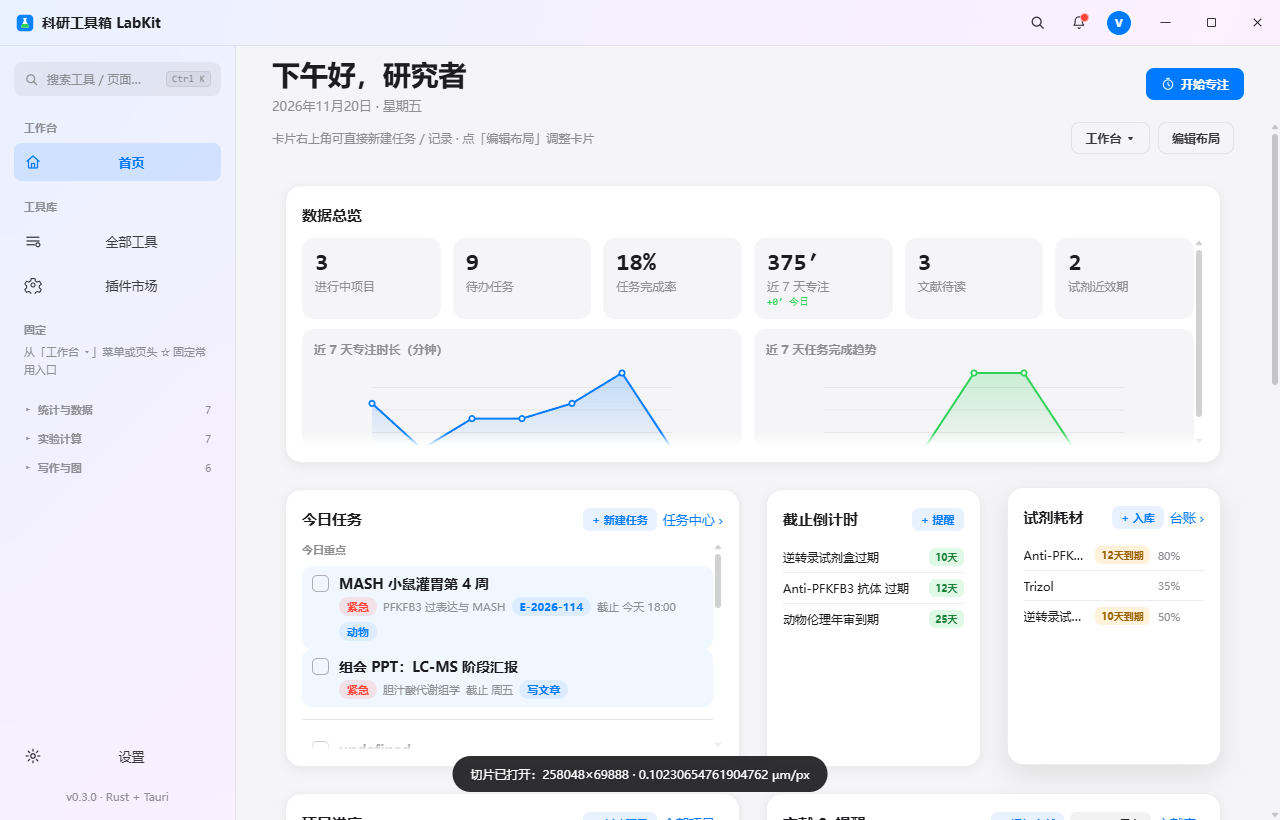 科研工具箱 LabKit
V
搜索工具 / 页面... Ctrl K
工作台
首页
工具库
全部工具
插件市场
固定
从「工作台 ▾」菜单或页头 ☆ 固定常
用入口
统计与数据 7
实验计算 7
写作与图 6
设置
v0.3.0 · Rust + Tauri
下午好，研究者
2026年11月20日 · 星期五
开始专注
卡片右上角可直接新建任务 / 记录 · 点「编辑布局」调整卡片
工作台 ▾ 编辑布局
数据总览
3
进行中项目
9
待办任务
18%
任务完成率
375′
近 7 天专注
+0′ 今日
3
文献待读
2
试剂近效期
近 7 天专注时长（分钟）
近 7 天任务完成趋势
今日任务 + 新建任务 任务中心 ›
今日重点
MASH 小鼠灌胃第 4 周
紧急 PFKFB3 过表达与 MASH E-2026-114 截止 今天 18:00
动物
组会 PPT：LC-MS 阶段汇报
紧急 胆汁酸代谢组学 截止 周五 写文章
undefined
截止倒计时 + 提醒
逆转录试剂盒过期 10天
Anti-PFKFB3 抗体 过期 12天
动物伦理年审到期 25天
试剂耗材 + 入库 台账 ›
Anti-PFK... 12天到期 80%
Trizol 35%
逆转录试... 10天到期 50%
切片已打开：258048×69888 · 0.10230654761904762 μm/px